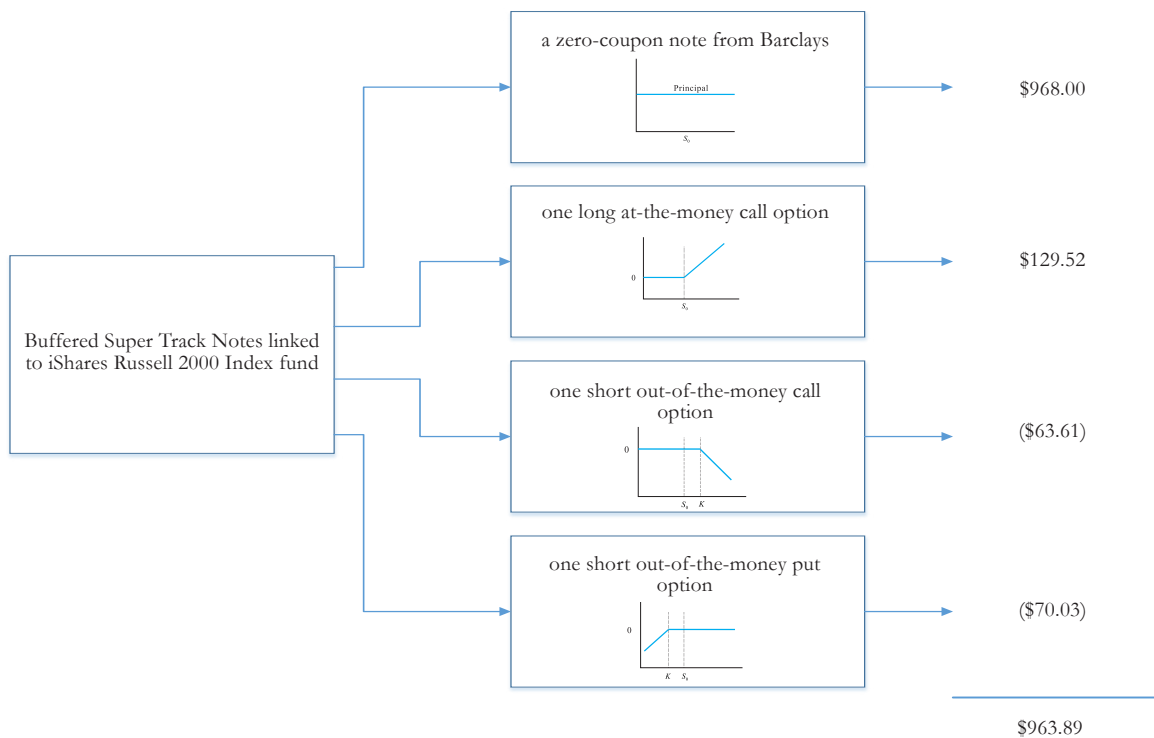 a zero-coupon note from Barclays
Principal
S0
$968.00
one long at-the-money call option
0
S0
$129.52
Buffered Super Track Notes linked
to iShares Russell 2000 Index fund
one short out-of-the-money call
option
0
S0 K
($63.61)
one short out-of-the-money put
option
0
K S0
($70.03)
$963.89